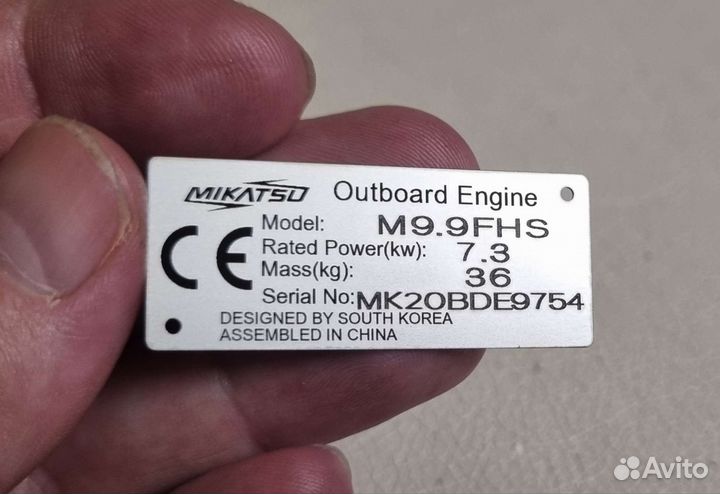 MIKATSU Outboard Engine
CE
Model: M9.9FHS
Rated Power(kw): 7.3
Mass(kg): 36
Serial No: MK20BDE9754
DESIGNED BY SOUTH KOREA
ASSEMBLED IN CHINA
Avito